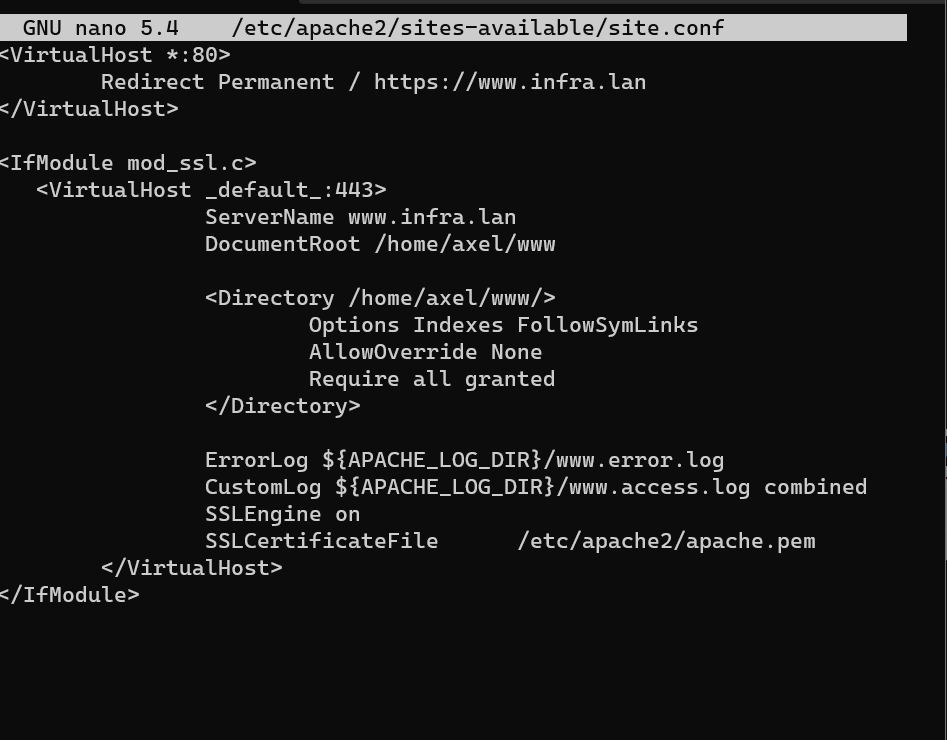 GNU nano 5.4    /etc/apache2/sites-available/site.conf
<VirtualHost *:80>
        Redirect Permanent / https://www.infra.lan
</VirtualHost>

<IfModule mod_ssl.c>
   <VirtualHost _default_:443>
                ServerName www.infra.lan
                DocumentRoot /home/axel/www

                <Directory /home/axel/www/>
                        Options Indexes FollowSymLinks
                        AllowOverride None
                        Require all granted
                </Directory>

                ErrorLog ${APACHE_LOG_DIR}/www.error.log
                CustomLog ${APACHE_LOG_DIR}/www.access.log combined
                SSLEngine on
                SSLCertificateFile      /etc/apache2/apache.pem
        </VirtualHost>
</IfModule>